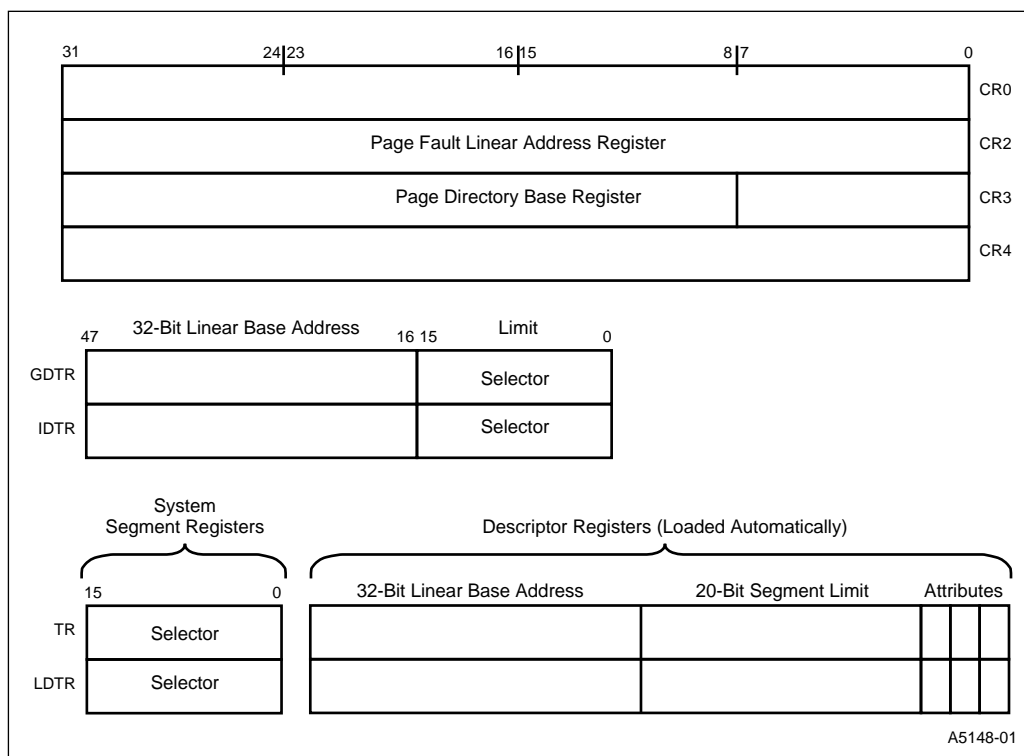 31 24 23 16 15 8 7 0
CR0
Page Fault Linear Address Register CR2
Page Directory Base Register CR3
CR4
32-Bit Linear Base Address Limit
47 16 15 0
GDTR Selector
IDTR Selector
System
Segment Registers Descriptor Registers (Loaded Automatically)
15 0 32-Bit Linear Base Address 20-Bit Segment Limit Attributes
TR Selector
LDTR Selector
A5148-01